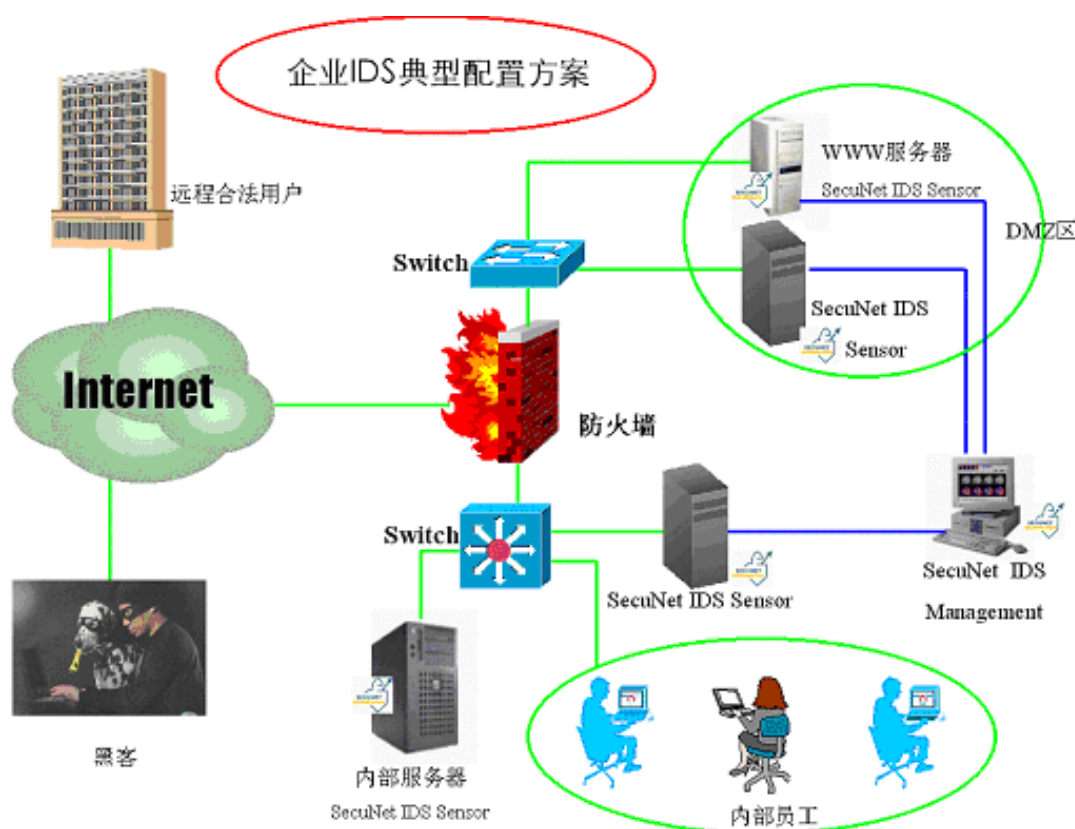 企业IDS典型配置方案
远程合法用户
WWW服务器
SecuNet IDS Sensor
DMZ区
Switch
SecuNet IDS
Sensor
Internet
防火墙
Switch
SecuNet IDS Sensor
SecuNet IDS
Management
黑客
内部服务器
SecuNet IDS Sensor
内部员工